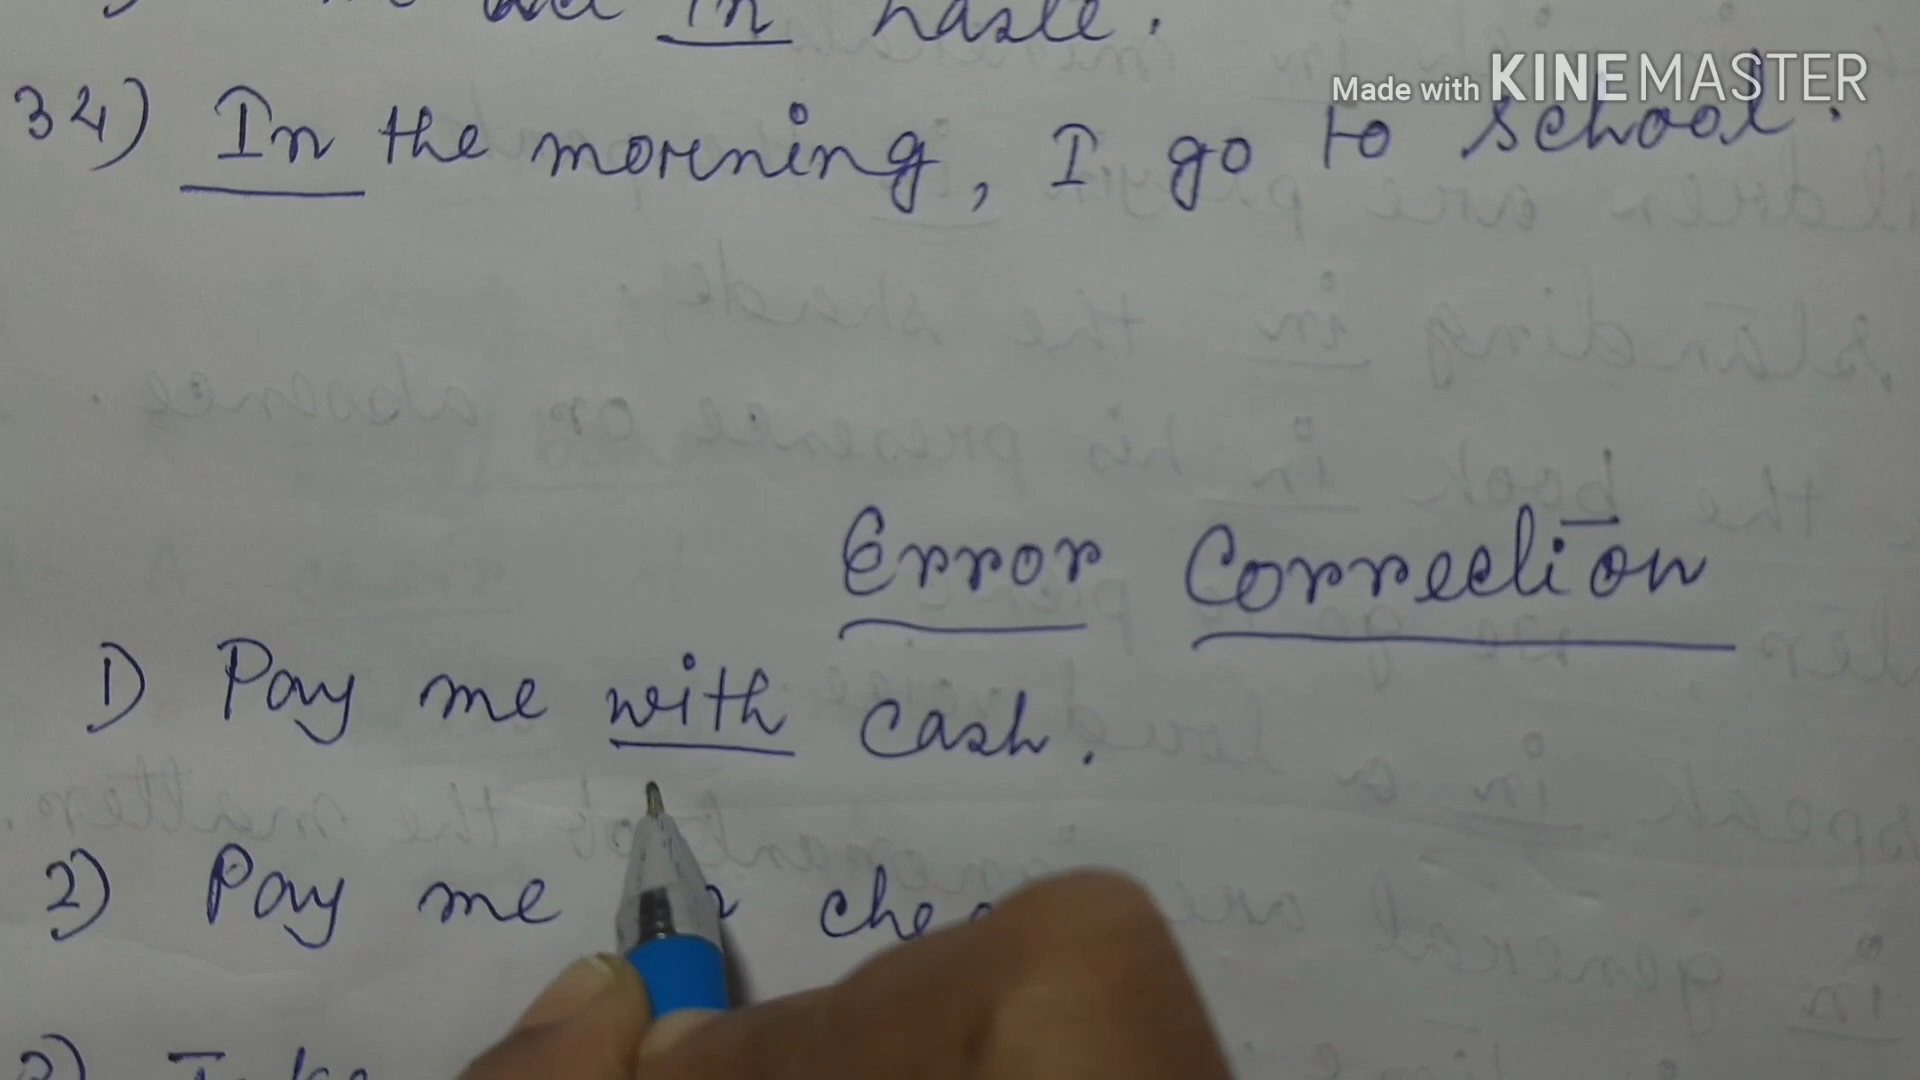 in haste.
Made with KINEMASTER
34) In the morning, I go to school.
Error Correction
1) Pay me with cash.
2) Pay me
3)